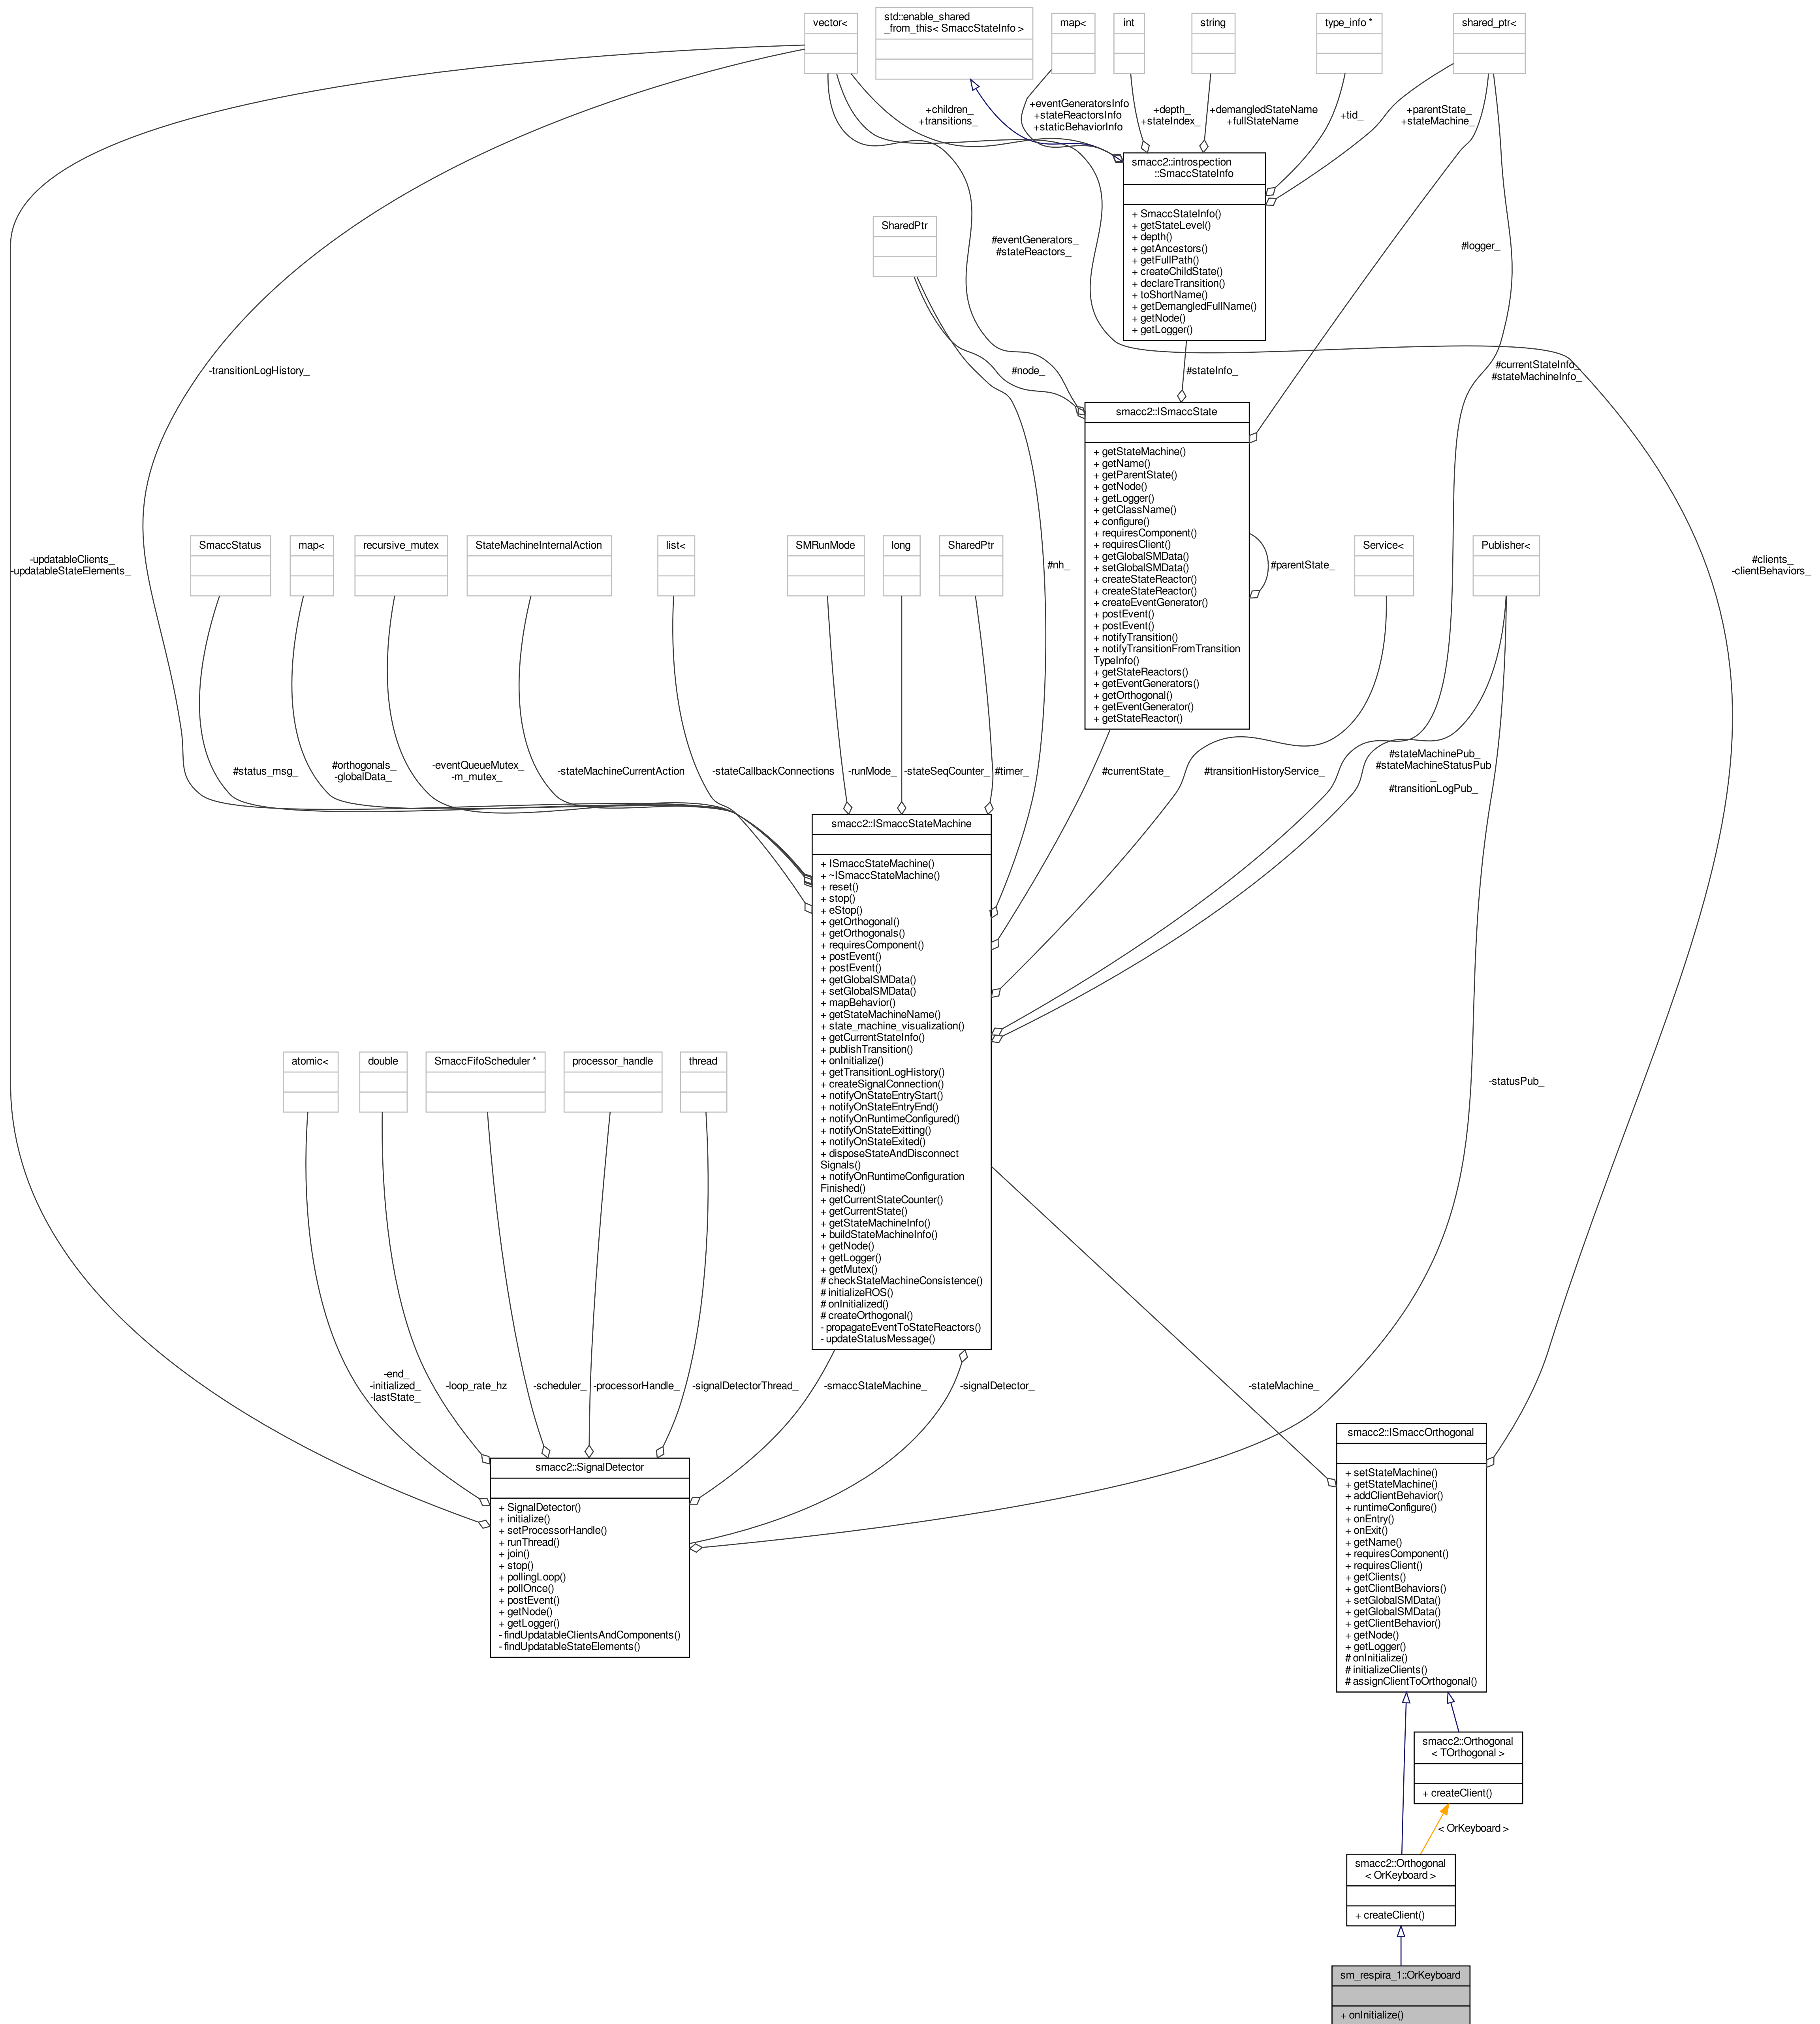 vector<
std::enable_shared
_from_this< SmaccStateInfo >
map<
int
string
type_info *
shared_ptr<
+children_
+transitions_
+eventGeneratorsInfo
+stateReactorsInfo
+staticBehaviorInfo
+depth_
+stateIndex_
+demangledStateName
+fullStateName
+tid_
+parentState_
+stateMachine_
smacc2::introspection
::SmaccStateInfo
+ SmaccStateInfo()
+ getStateLevel()
+ depth()
+ getAncestors()
+ getFullPath()
+ createChildState()
+ declareTransition()
+ toShortName()
+ getDemangledFullName()
+ getNode()
+ getLogger()
SharedPtr
#eventGenerators_
#stateReactors_
#logger_
-transitionLogHistory_
#node_
#stateInfo_
#currentStateInfo_
#stateMachineInfo_
smacc2::ISmaccState
+ getStateMachine()
+ getName()
+ getParentState()
+ getNode()
+ getLogger()
+ getClassName()
+ configure()
+ requiresComponent()
+ requiresClient()
+ getGlobalSMData()
+ setGlobalSMData()
+ createStateReactor()
+ createStateReactor()
+ createEventGenerator()
+ postEvent()
+ postEvent()
+ notifyTransition()
+ notifyTransitionFromTransition
TypeInfo()
+ getStateReactors()
+ getEventGenerators()
+ getOrthogonal()
+ getEventGenerator()
+ getStateReactor()
#parentState_
-updatableClients_
-updatableStateElements_
SmaccStatus
map<
recursive_mutex
StateMachineInternalAction
list<
SMRunMode
long
SharedPtr
#nh_
Service<
Publisher<
#clients_
-clientBehaviors_
#status_msg_
#orthogonals_
-globalData_
-eventQueueMutex_
-m_mutex_
-stateMachineCurrentAction
-stateCallbackConnections
-runMode_
-stateSeqCounter_
#timer_
#currentState_
#transitionHistoryService_
#stateMachinePub_
#stateMachineStatusPub
_
#transitionLogPub_
smacc2::ISmaccStateMachine
+ ISmaccStateMachine()
+ ~ISmaccStateMachine()
+ reset()
+ stop()
+ eStop()
+ getOrthogonal()
+ getOrthogonals()
+ requiresComponent()
+ postEvent()
+ postEvent()
+ getGlobalSMData()
+ setGlobalSMData()
+ mapBehavior()
+ getStateMachineName()
+ state_machine_visualization()
+ getCurrentStateInfo()
+ publishTransition()
+ onInitialize()
+ getTransitionLogHistory()
+ createSignalConnection()
+ notifyOnStateEntryStart()
+ notifyOnStateEntryEnd()
+ notifyOnRuntimeConfigured()
+ notifyOnStateExitting()
+ notifyOnStateExited()
+ disposeStateAndDisconnect
Signals()
+ notifyOnRuntimeConfiguration
Finished()
+ getCurrentStateCounter()
+ getCurrentState()
+ getStateMachineInfo()
+ buildStateMachineInfo()
+ getNode()
+ getLogger()
+ getMutex()
# checkStateMachineConsistence()
# initializeROS()
# onInitialized()
# createOrthogonal()
- propagateEventToStateReactors()
- updateStatusMessage()
atomic<
double
SmaccFifoScheduler *
processor_handle
thread
-statusPub_
-end_
-initialized_
-lastState_
-loop_rate_hz
-scheduler_
-processorHandle_
-signalDetectorThread_
-smaccStateMachine_
-signalDetector_
-stateMachine_
smacc2::SignalDetector
+ SignalDetector()
+ initialize()
+ setProcessorHandle()
+ runThread()
+ join()
+ stop()
+ pollingLoop()
+ pollOnce()
+ postEvent()
+ getNode()
+ getLogger()
- findUpdatableClientsAndComponents()
- findUpdatableStateElements()
smacc2::ISmaccOrthogonal
+ setStateMachine()
+ getStateMachine()
+ addClientBehavior()
+ runtimeConfigure()
+ onEntry()
+ onExit()
+ getName()
+ requiresComponent()
+ requiresClient()
+ getClients()
+ getClientBehaviors()
+ setGlobalSMData()
+ getGlobalSMData()
+ getClientBehavior()
+ getNode()
+ getLogger()
# onInitialize()
# initializeClients()
# assignClientToOrthogonal()
smacc2::Orthogonal
< TOrthogonal >
+ createClient()
< OrKeyboard >
smacc2::Orthogonal
< OrKeyboard >
+ createClient()
sm_respira_1::OrKeyboard
+ onInitialize()